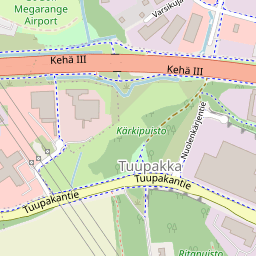 Megarange
Airport
Varsikuja
Kehä III
Kehä III
Nuolenkärjentie
Kärkipuisto
Tuupakka
Tuupakantie
Tuupakantie
Ritapuisto